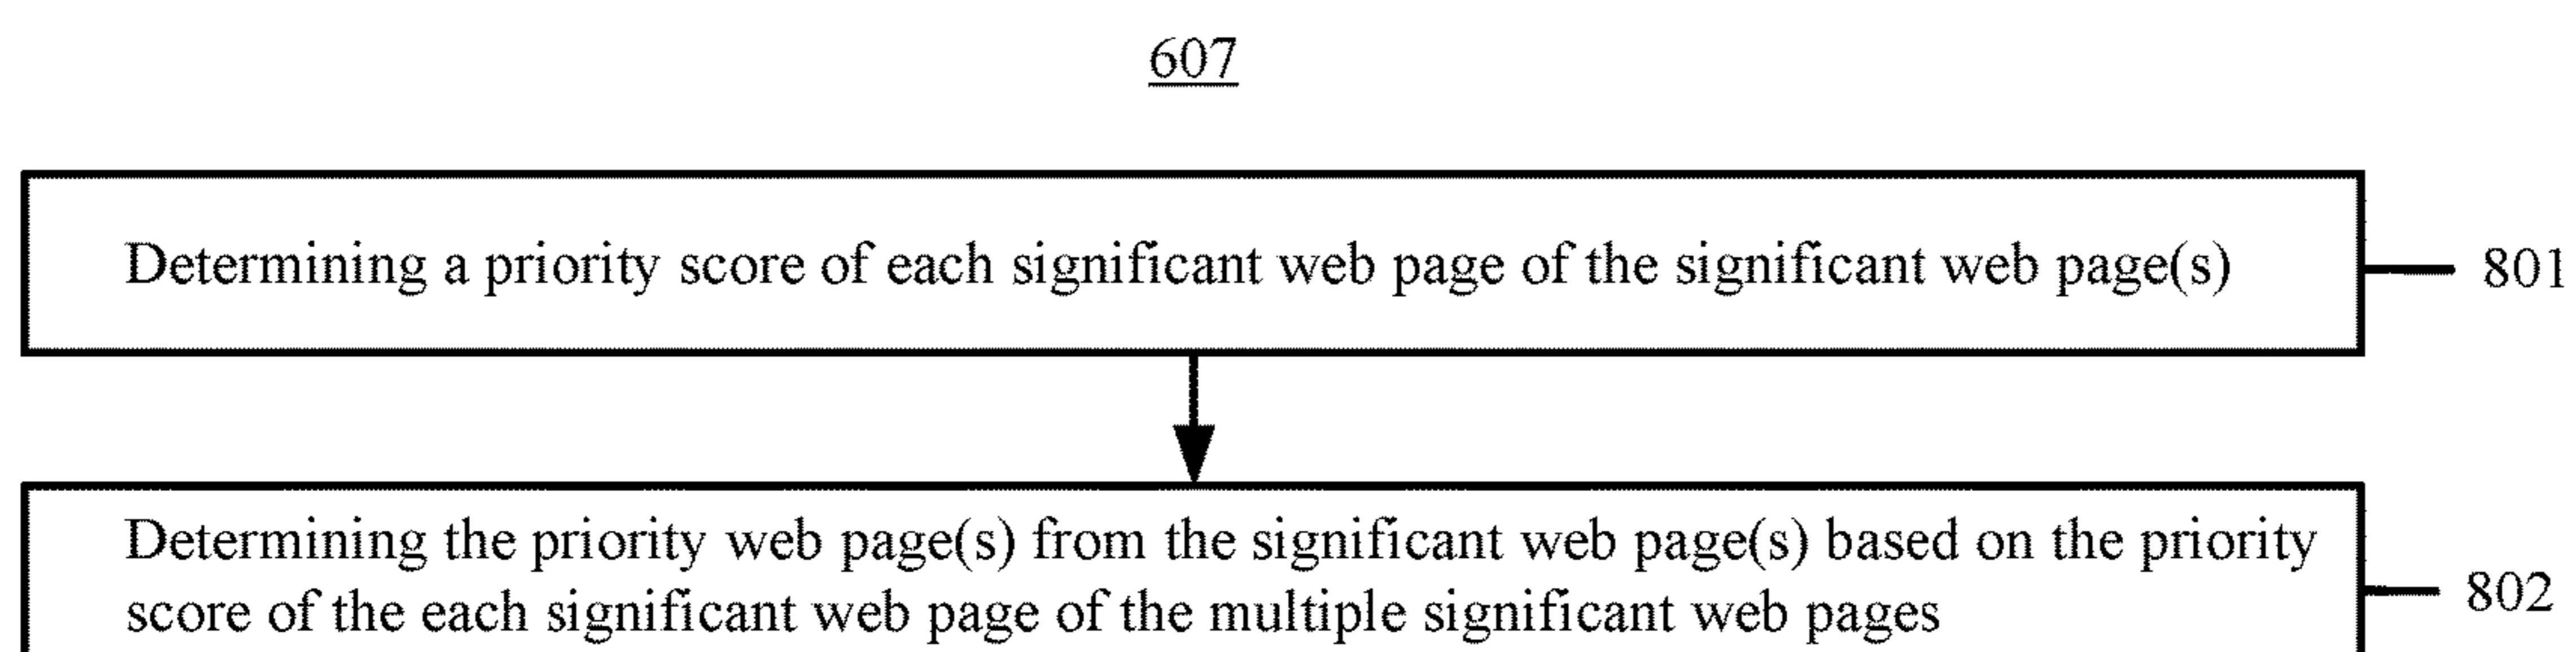 607
Determining a priority score of each significant web page of the significant web page(s)
801
Determining the priority web page(s) from the significant web page(s) based on the priority
score of the each significant web page of the multiple significant web pages
802